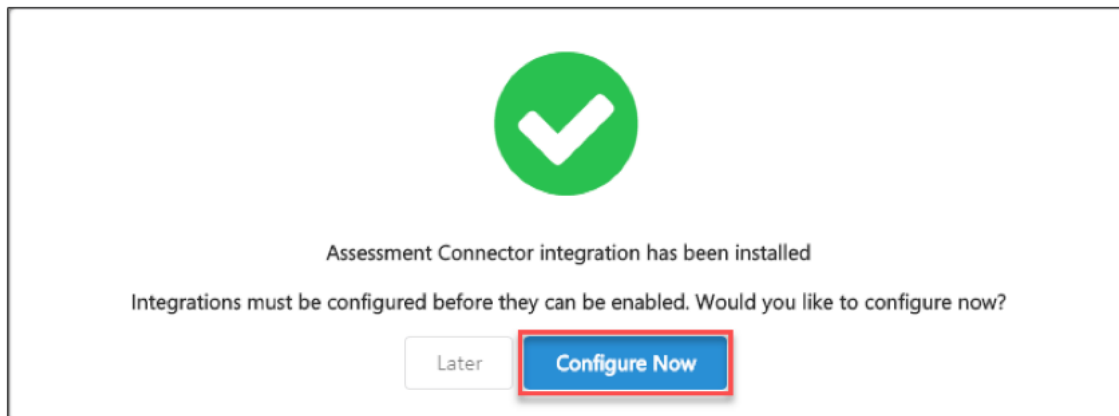 Assessment Connector integration has been installed
Integrations must be configured before they can be enabled. Would you like to configure now?
Later
Configure Now